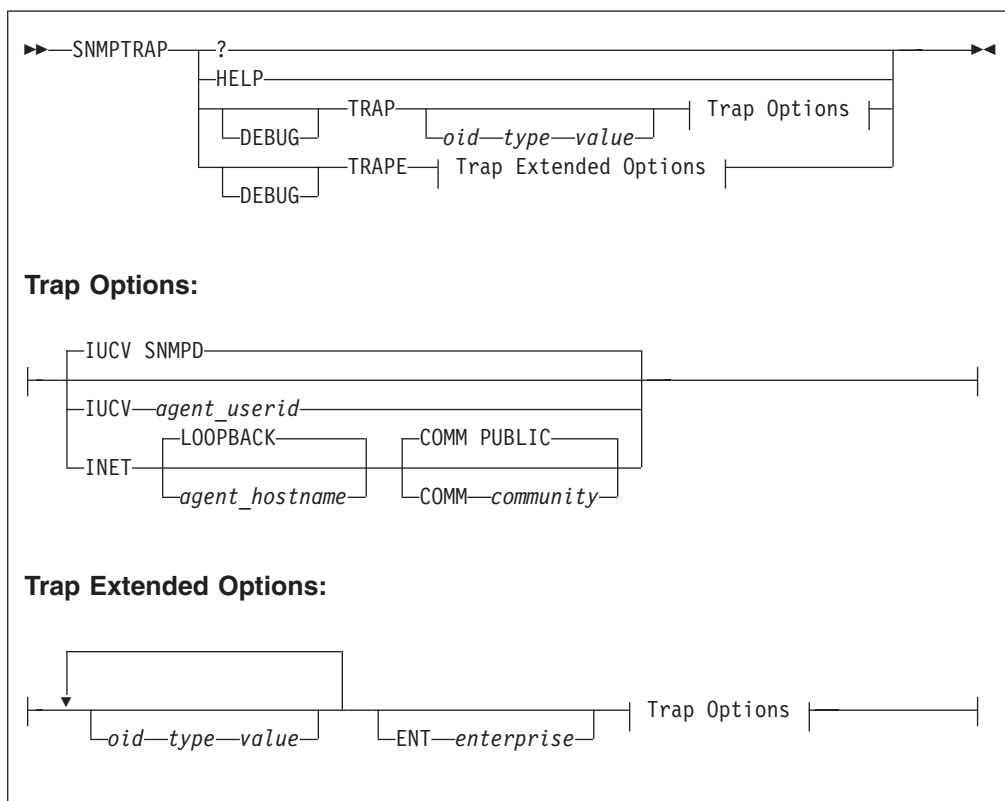 SNMPTRAP ?
HELP
DEBUG TRAP oid type value Trap Options
DEBUG TRAPE Trap Extended Options
Trap Options:
IUCV SNMPD
IUCV agent_userid
INET LOOPBACK COMM PUBLIC
agent_hostname COMM community
Trap Extended Options:
oid type value ENT enterprise Trap Options